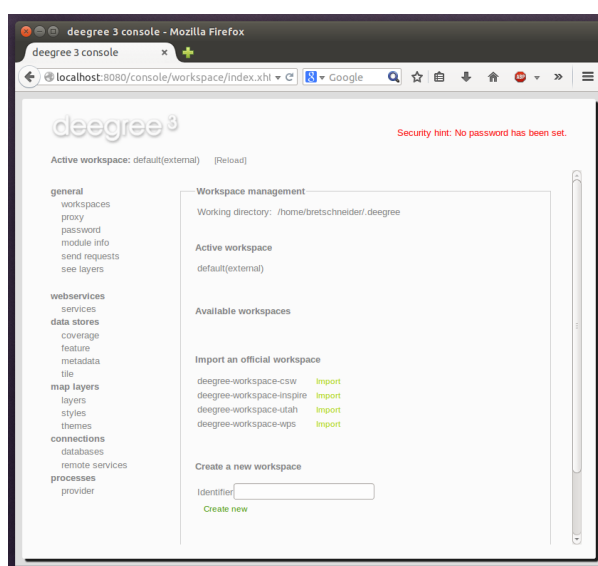 deegree 3 console - Mozilla Firefox
deegree 3 console
localhost:8080/console/workspace/index.xht
Google
deegree 3
Security hint: No password has been set.
Active workspace: default(external) [Reload]
general
workspaces
proxy
password
module info
send requests
see layers
webservices
services
data stores
coverage
feature
metadata
tile
map layers
layers
styles
themes
connections
databases
remote services
processes
provider
Workspace management
Working directory: /home/bretschneider/.deegree
Active workspace
default(external)
Available workspaces
Import an official workspace
deegree-workspace-csw Import
deegree-workspace-inspire Import
deegree-workspace-utah Import
deegree-workspace-wps Import
Create a new workspace
Identifier
Create new